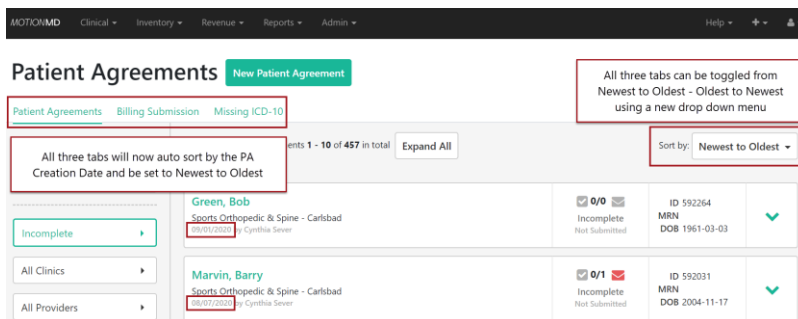 MOTIONMD Clinical Inventory Revenue Reports Admin Help +
Patient Agreements New Patient Agreement
All three tabs can be toggled from
Newest to Oldest - Oldest to Newest
using a new drop down menu
Patient Agreements Billing Submission Missing ICD-10
ents 1 - 10 of 457 in total Expand All
Sort by: Newest to Oldest
All three tabs will now auto sort by the PA
Creation Date and be set to Newest to Oldest
Incomplete
All Clinics
All Providers
Green, Bob
Sports Orthopedic & Spine - Carlsbad
09/01/2020 by Cynthia Sever
0/0
Incomplete
Not Submitted
ID 592264
MRN
DOB 1961-03-03
Marvin, Barry
Sports Orthopedic & Spine - Carlsbad
08/07/2020 by Cynthia Sever
0/1
Incomplete
Not Submitted
ID 592031
MRN
DOB 2004-11-17